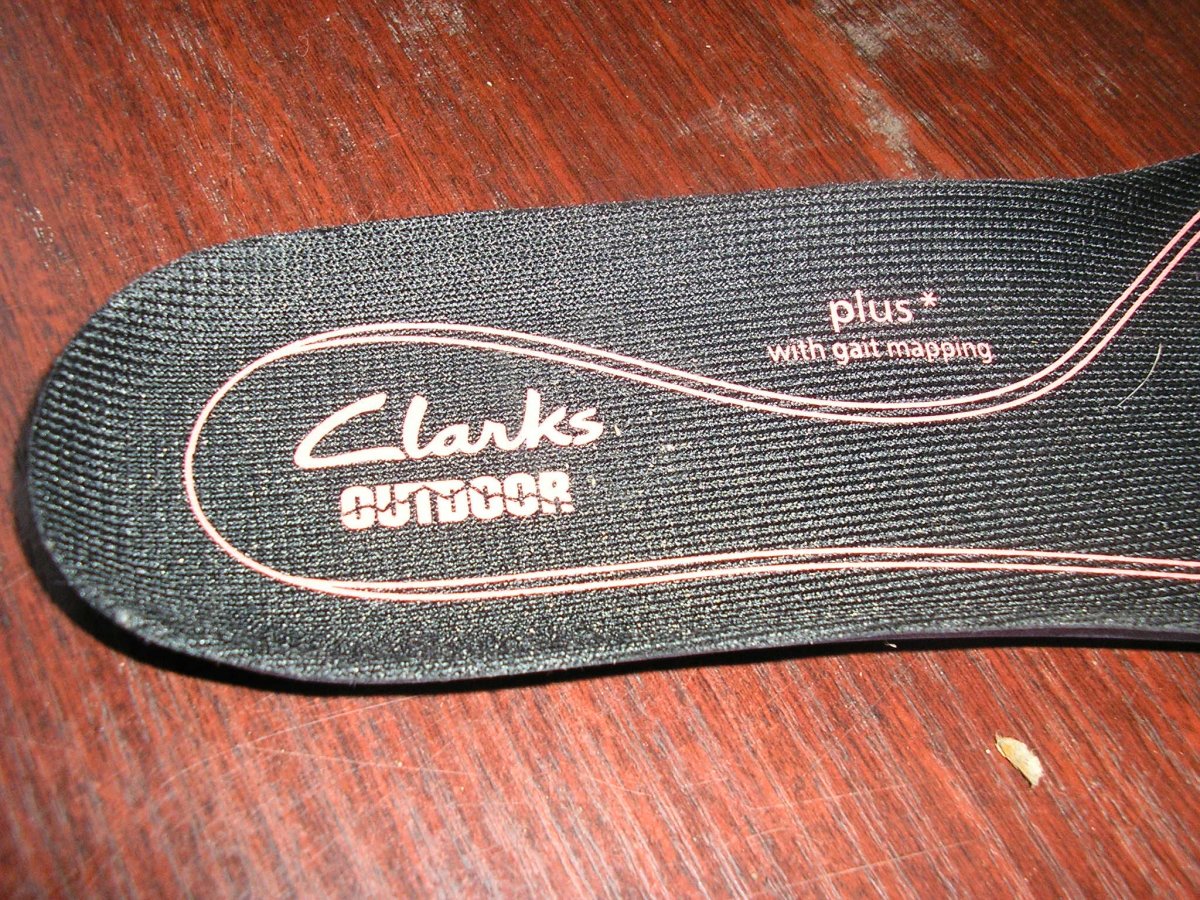 plus*
with gait mapping
Clarks
OUTDOOR